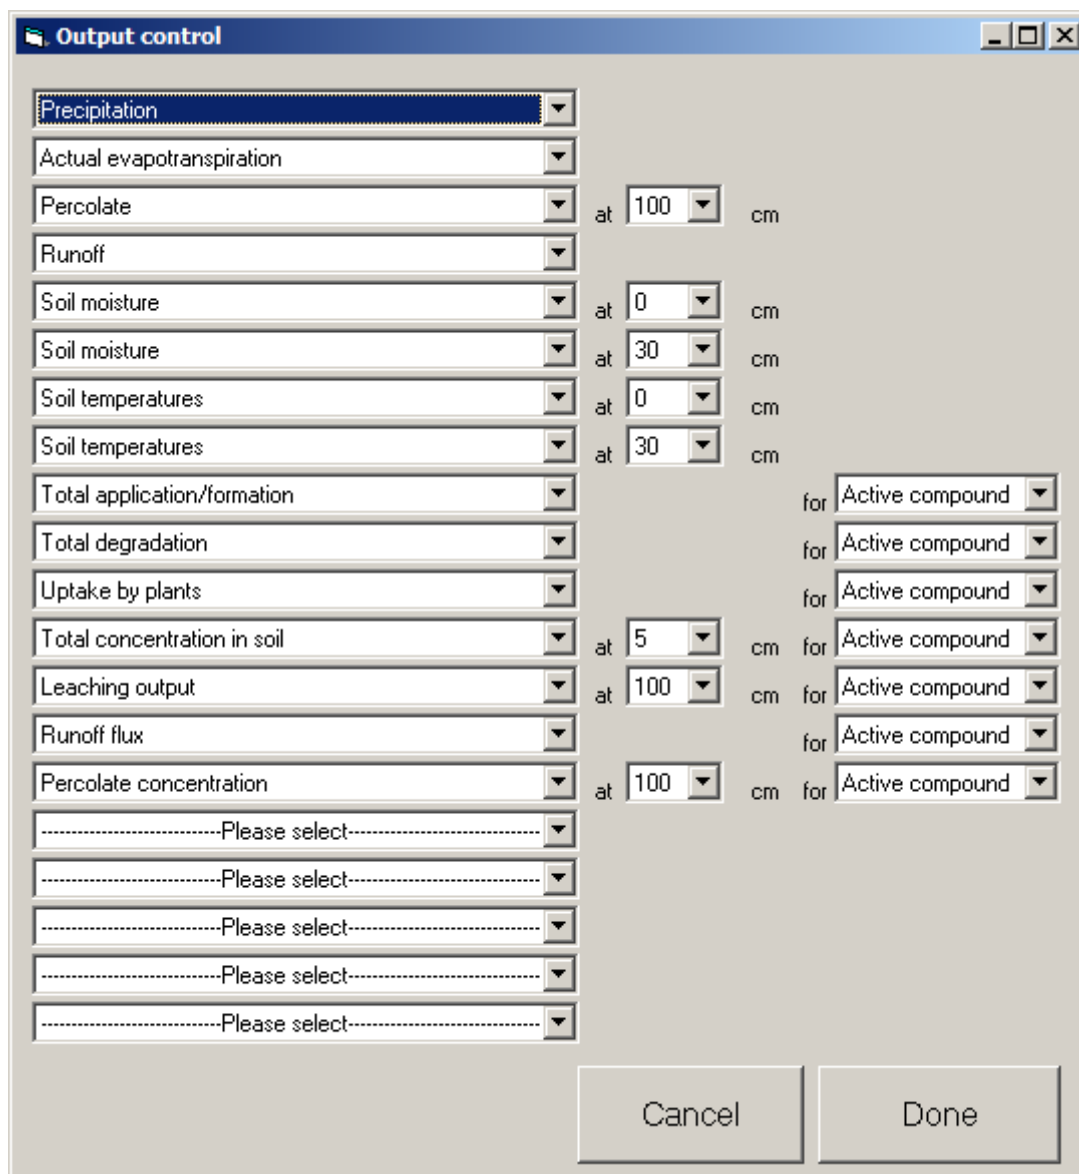 Output control
Precipitation
Actual evapotranspiration
Percolate at 100 cm
Runoff
Soil moisture at 0 cm
Soil moisture at 30 cm
Soil temperatures at 0 cm
Soil temperatures at 30 cm
Total application/formation for Active compound
Total degradation for Active compound
Uptake by plants for Active compound
Total concentration in soil at 5 cm for Active compound
Leaching output at 100 cm for Active compound
Runoff flux for Active compound
Percolate concentration at 100 cm for Active compound
------------------------------Please select--------------------------------
------------------------------Please select--------------------------------
------------------------------Please select--------------------------------
------------------------------Please select--------------------------------
------------------------------Please select--------------------------------
Cancel Done